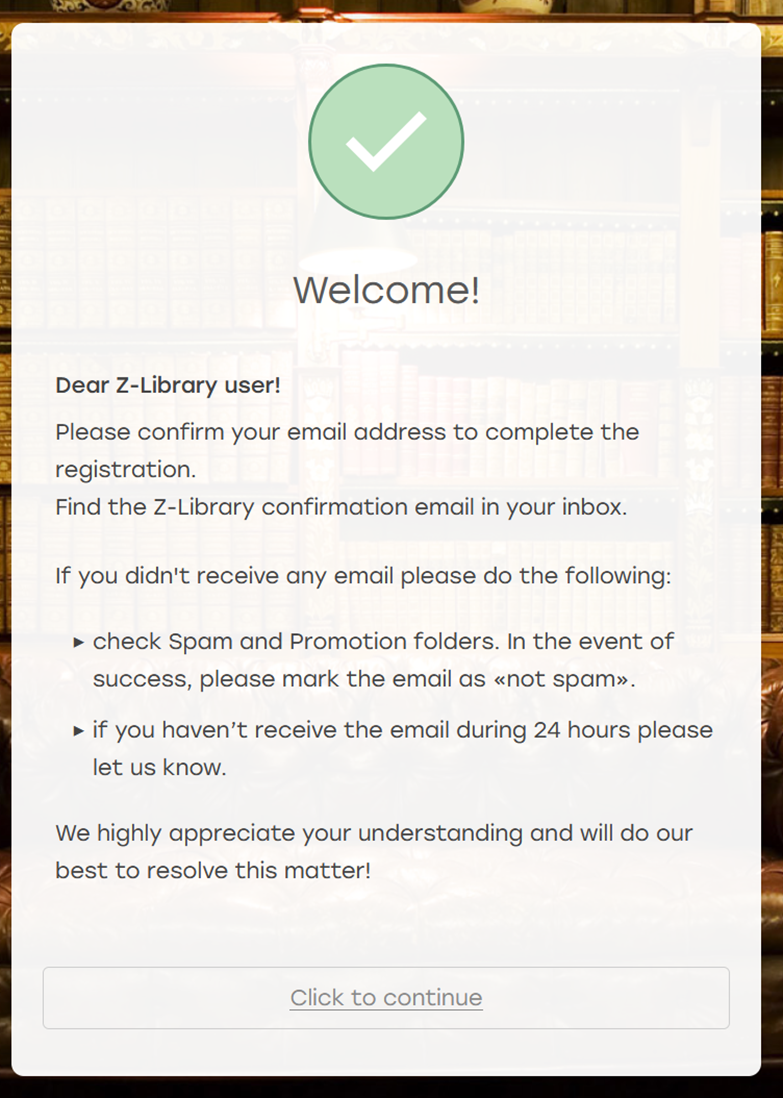 Welcome!
Dear Z-Library user!
Please confirm your email address to complete the
registration.
Find the Z-Library confirmation email in your inbox.
If you didn't receive any email please do the following:
▸ check Spam and Promotion folders. In the event of
success, please mark the email as «not spam».
▸ if you haven’t receive the email during 24 hours please
let us know.
We highly appreciate your understanding and will do our
best to resolve this matter!
Click to continue